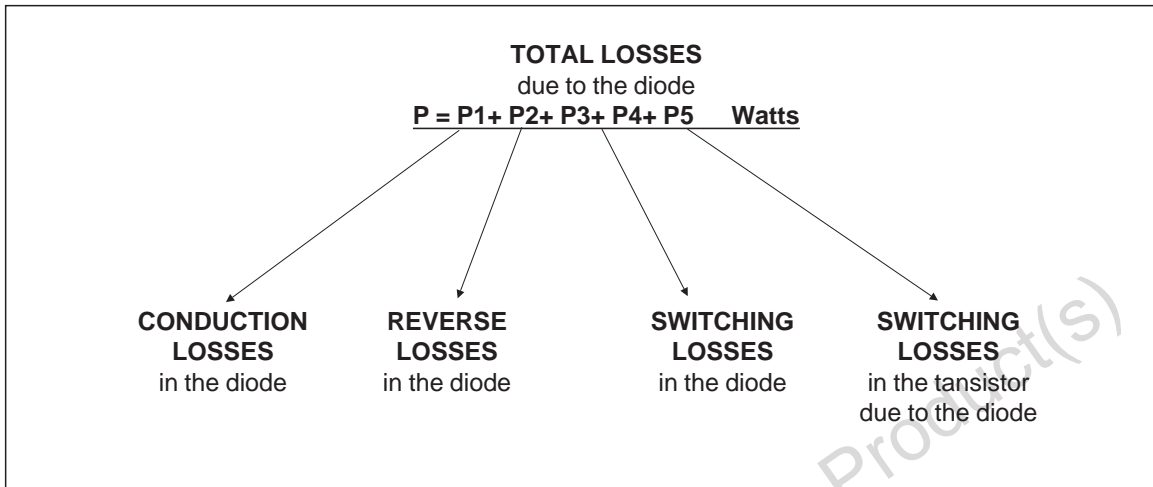 TOTAL LOSSES
due to the diode
P = P1+ P2+ P3+ P4+ P5 Watts
CONDUCTION
LOSSES
in the diode
REVERSE
LOSSES
in the diode
SWITCHING
LOSSES
in the diode
SWITCHING
LOSSES
in the tansistor
due to the diode
Product(s)